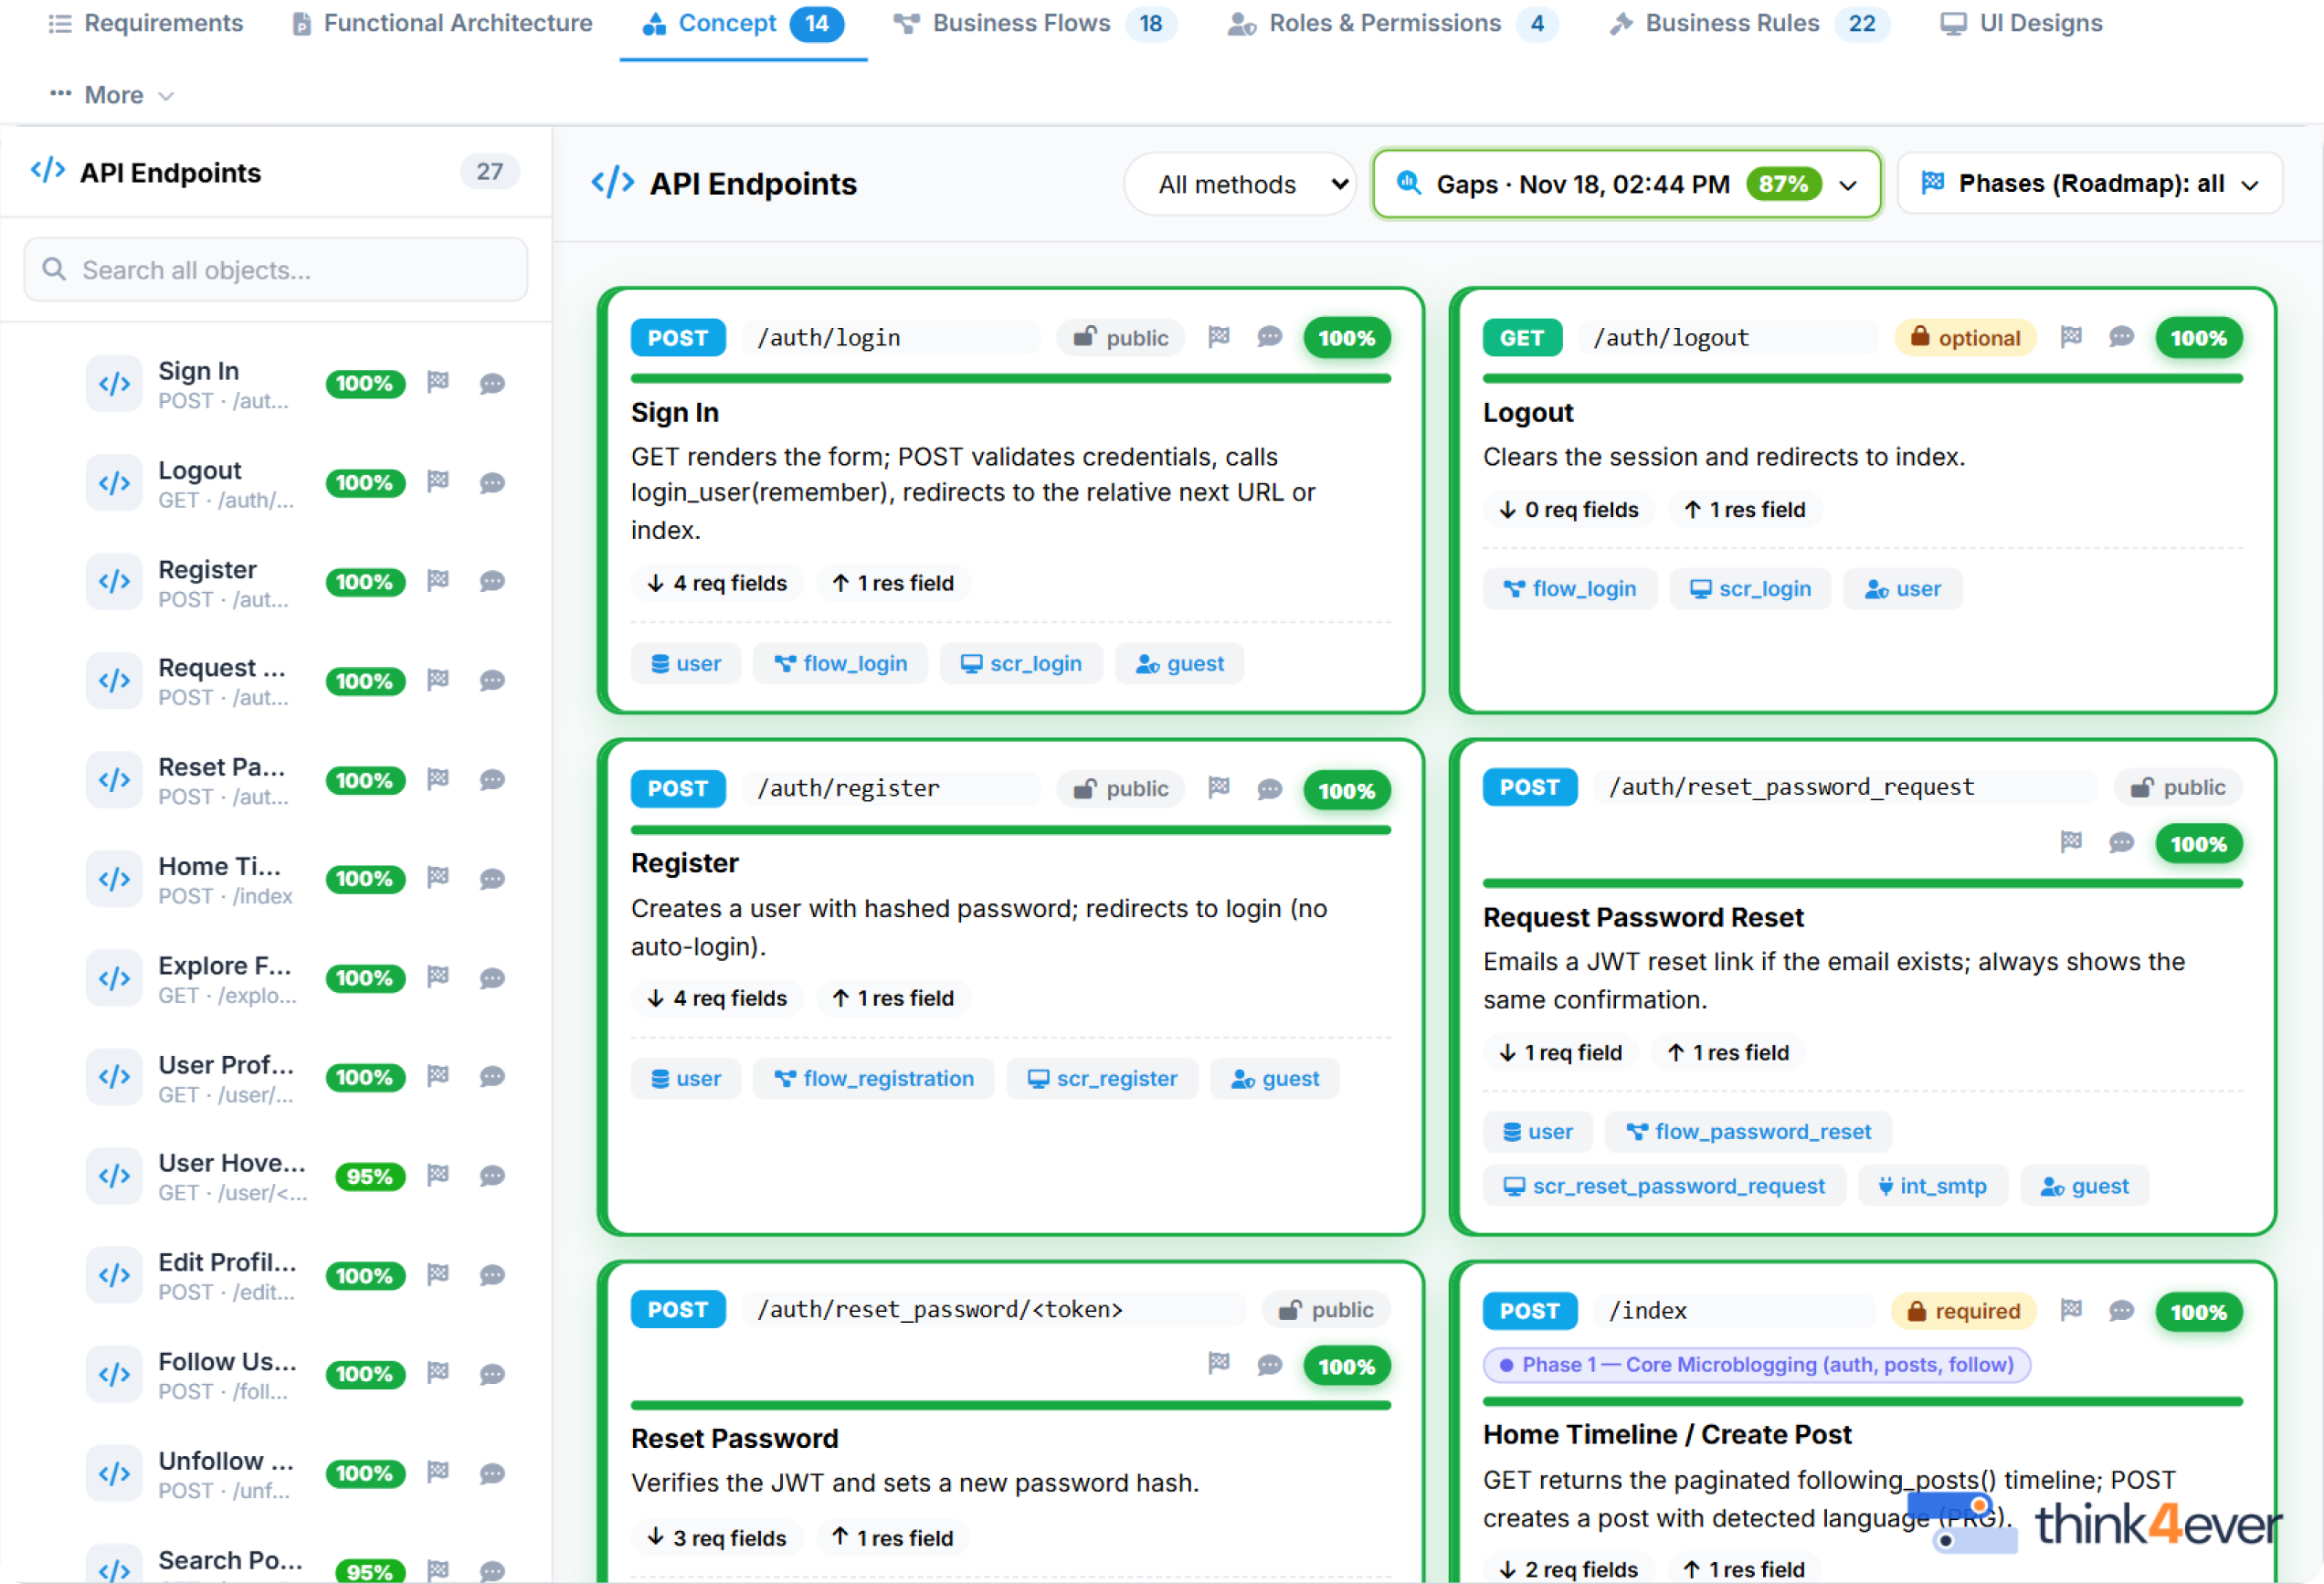 Requirements
Functional Architecture
Concept 14
Business Flows 18
Roles & Permissions 4
Business Rules 22
UI Designs
More
API Endpoints 27
Search all objects...
Sign In
POST · /aut...
100%
Logout
GET · /auth/...
100%
Register
POST · /aut...
100%
Request ...
POST · /aut...
100%
Reset Pa...
POST · /aut...
100%
Home Ti...
POST · /index
100%
Explore F...
GET · /explo...
100%
User Prof...
GET · /user/...
100%
User Hove...
GET · /user/<...
95%
Edit Profil...
POST · /edit...
100%
Follow Us...
POST · /foll...
100%
Unfollow ...
POST · /unf...
100%
Search Po...
95%
API Endpoints
All methods
Gaps · Nov 18, 02:44 PM 87%
Phases (Roadmap): all
POST /auth/login public 100%
Sign In
GET renders the form; POST validates credentials, calls
login_user(remember), redirects to the relative next URL or
index.
↓ 4 req fields ↑ 1 res field
user flow_login scr_login guest
GET /auth/logout optional 100%
Logout
Clears the session and redirects to index.
↓ 0 req fields ↑ 1 res field
flow_login scr_login user
POST /auth/register public 100%
Register
Creates a user with hashed password; redirects to login (no
auto-login).
↓ 4 req fields ↑ 1 res field
user flow_registration scr_register guest
POST /auth/reset_password_request public
100%
Request Password Reset
Emails a JWT reset link if the email exists; always shows the
same confirmation.
↓ 1 req field ↑ 1 res field
user flow_password_reset
scr_reset_password_request int_smtp guest
POST /auth/reset_password/<token> public
100%
Reset Password
Verifies the JWT and sets a new password hash.
↓ 3 req fields ↑ 1 res field
POST /index required 100%
Phase 1 — Core Microblogging (auth, posts, follow)
Home Timeline / Create Post
GET returns the paginated following_posts() timeline; POST
creates a post with detected language (PRG).
↓ 2 req fields ↑ 1 res field
think4ever